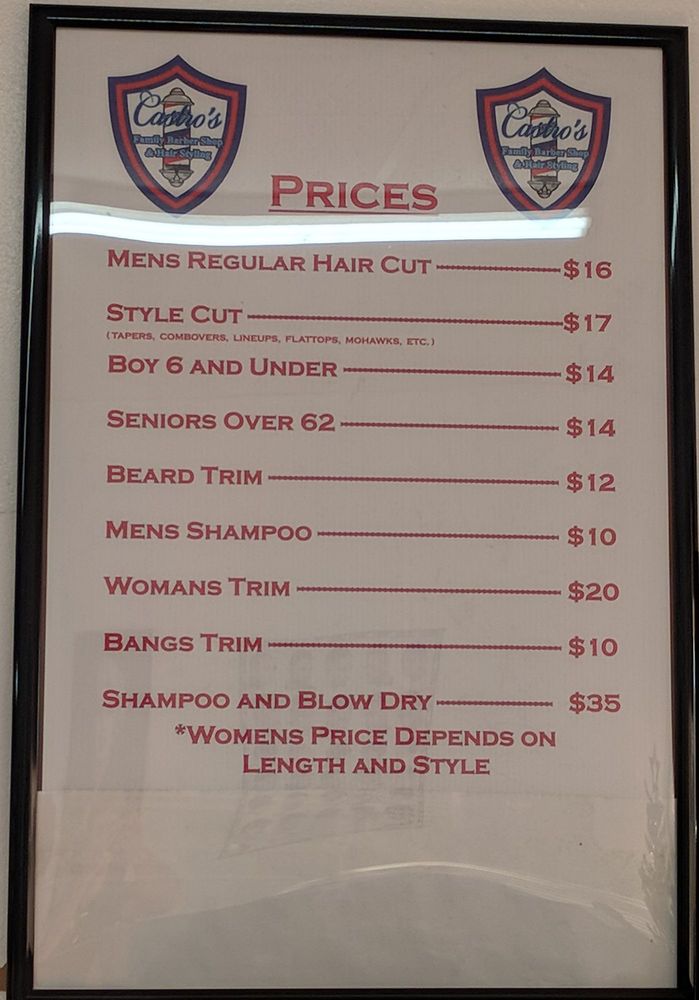 Castro's
Family Barber Shop
& Hair Styling
Castro's
Family Barber Shop
& Hair Styling
PRICES
MENS REGULAR HAIR CUT $16
STYLE CUT $17
(TAPERS, COMBOVERS, LINEUPS, FLATTOPS, MOHAWKS, ETC.)
BOY 6 AND UNDER $14
SENIORS OVER 62 $14
BEARD TRIM $12
MENS SHAMPOO $10
WOMANS TRIM $20
BANGS TRIM $10
SHAMPOO AND BLOW DRY $35
*WOMENS PRICE DEPENDS ON
LENGTH AND STYLE